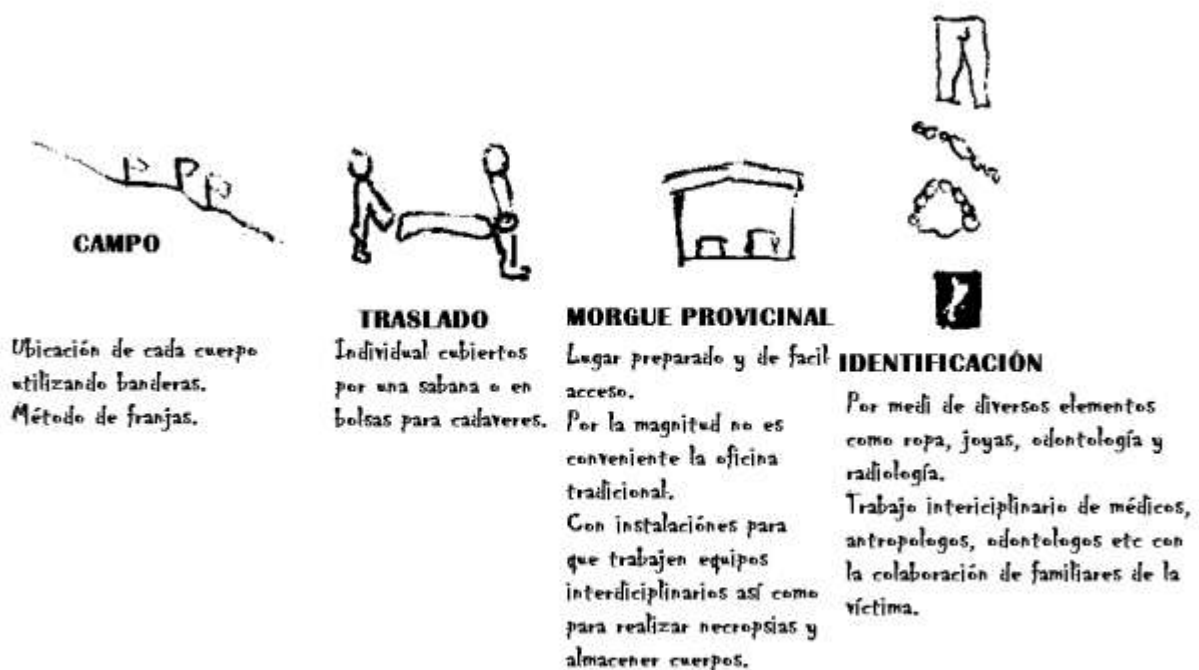 CAMPO
Ubicación de cada cuerpo
utilizando banderas.
Método de franjas.
TRASLADO
Individual cubiertos
por una sabana o en
bolsas para cadaveres.
MORGUE PROVICINAL
Lugar preparado y de facil
acceso.
Por la magnitud no es
conveniente la oficina
tradicional.
Con instalaciónes para
que trabajen equipos
interdiciplinarios así como
para realizar necropsias y
almacener cuerpos.
IDENTIFICACIÓN
Por medi de diversos elementos
como ropa, joyas, odontología y
radiología.
Trabajo intericiplinario de médicos,
antropologos, odontologos etc con
la colaboración de familiares de la
víctima.